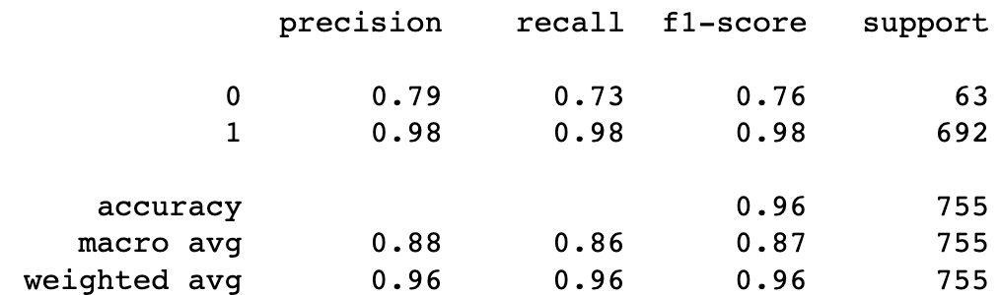 precision recall f1-score support
0 0.79 0.73 0.76 63
1 0.98 0.98 0.98 692
accuracy 0.96 755
macro avg 0.88 0.86 0.87 755
weighted avg 0.96 0.96 0.96 755